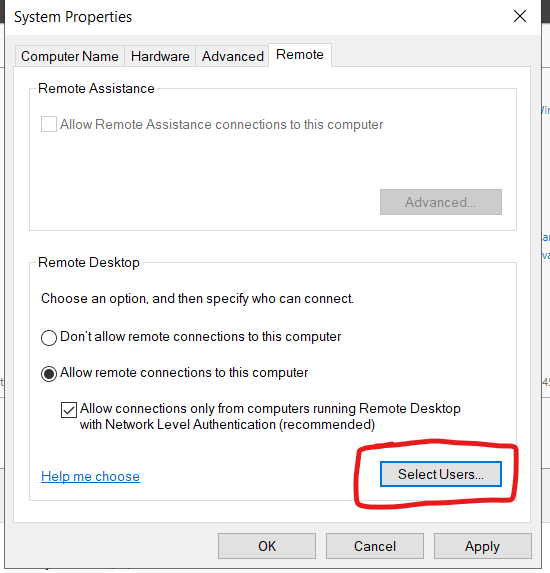 System Properties
Computer Name Hardware Advanced Remote
Remote Assistance
Allow Remote Assistance connections to this computer
Advanced...
Remote Desktop
Choose an option, and then specify who can connect.
Don't allow remote connections to this computer
Allow remote connections to this computer
Allow connections only from computers running Remote Desktop
with Network Level Authentication (recommended)
Help me choose
Select Users...
OK Cancel Apply